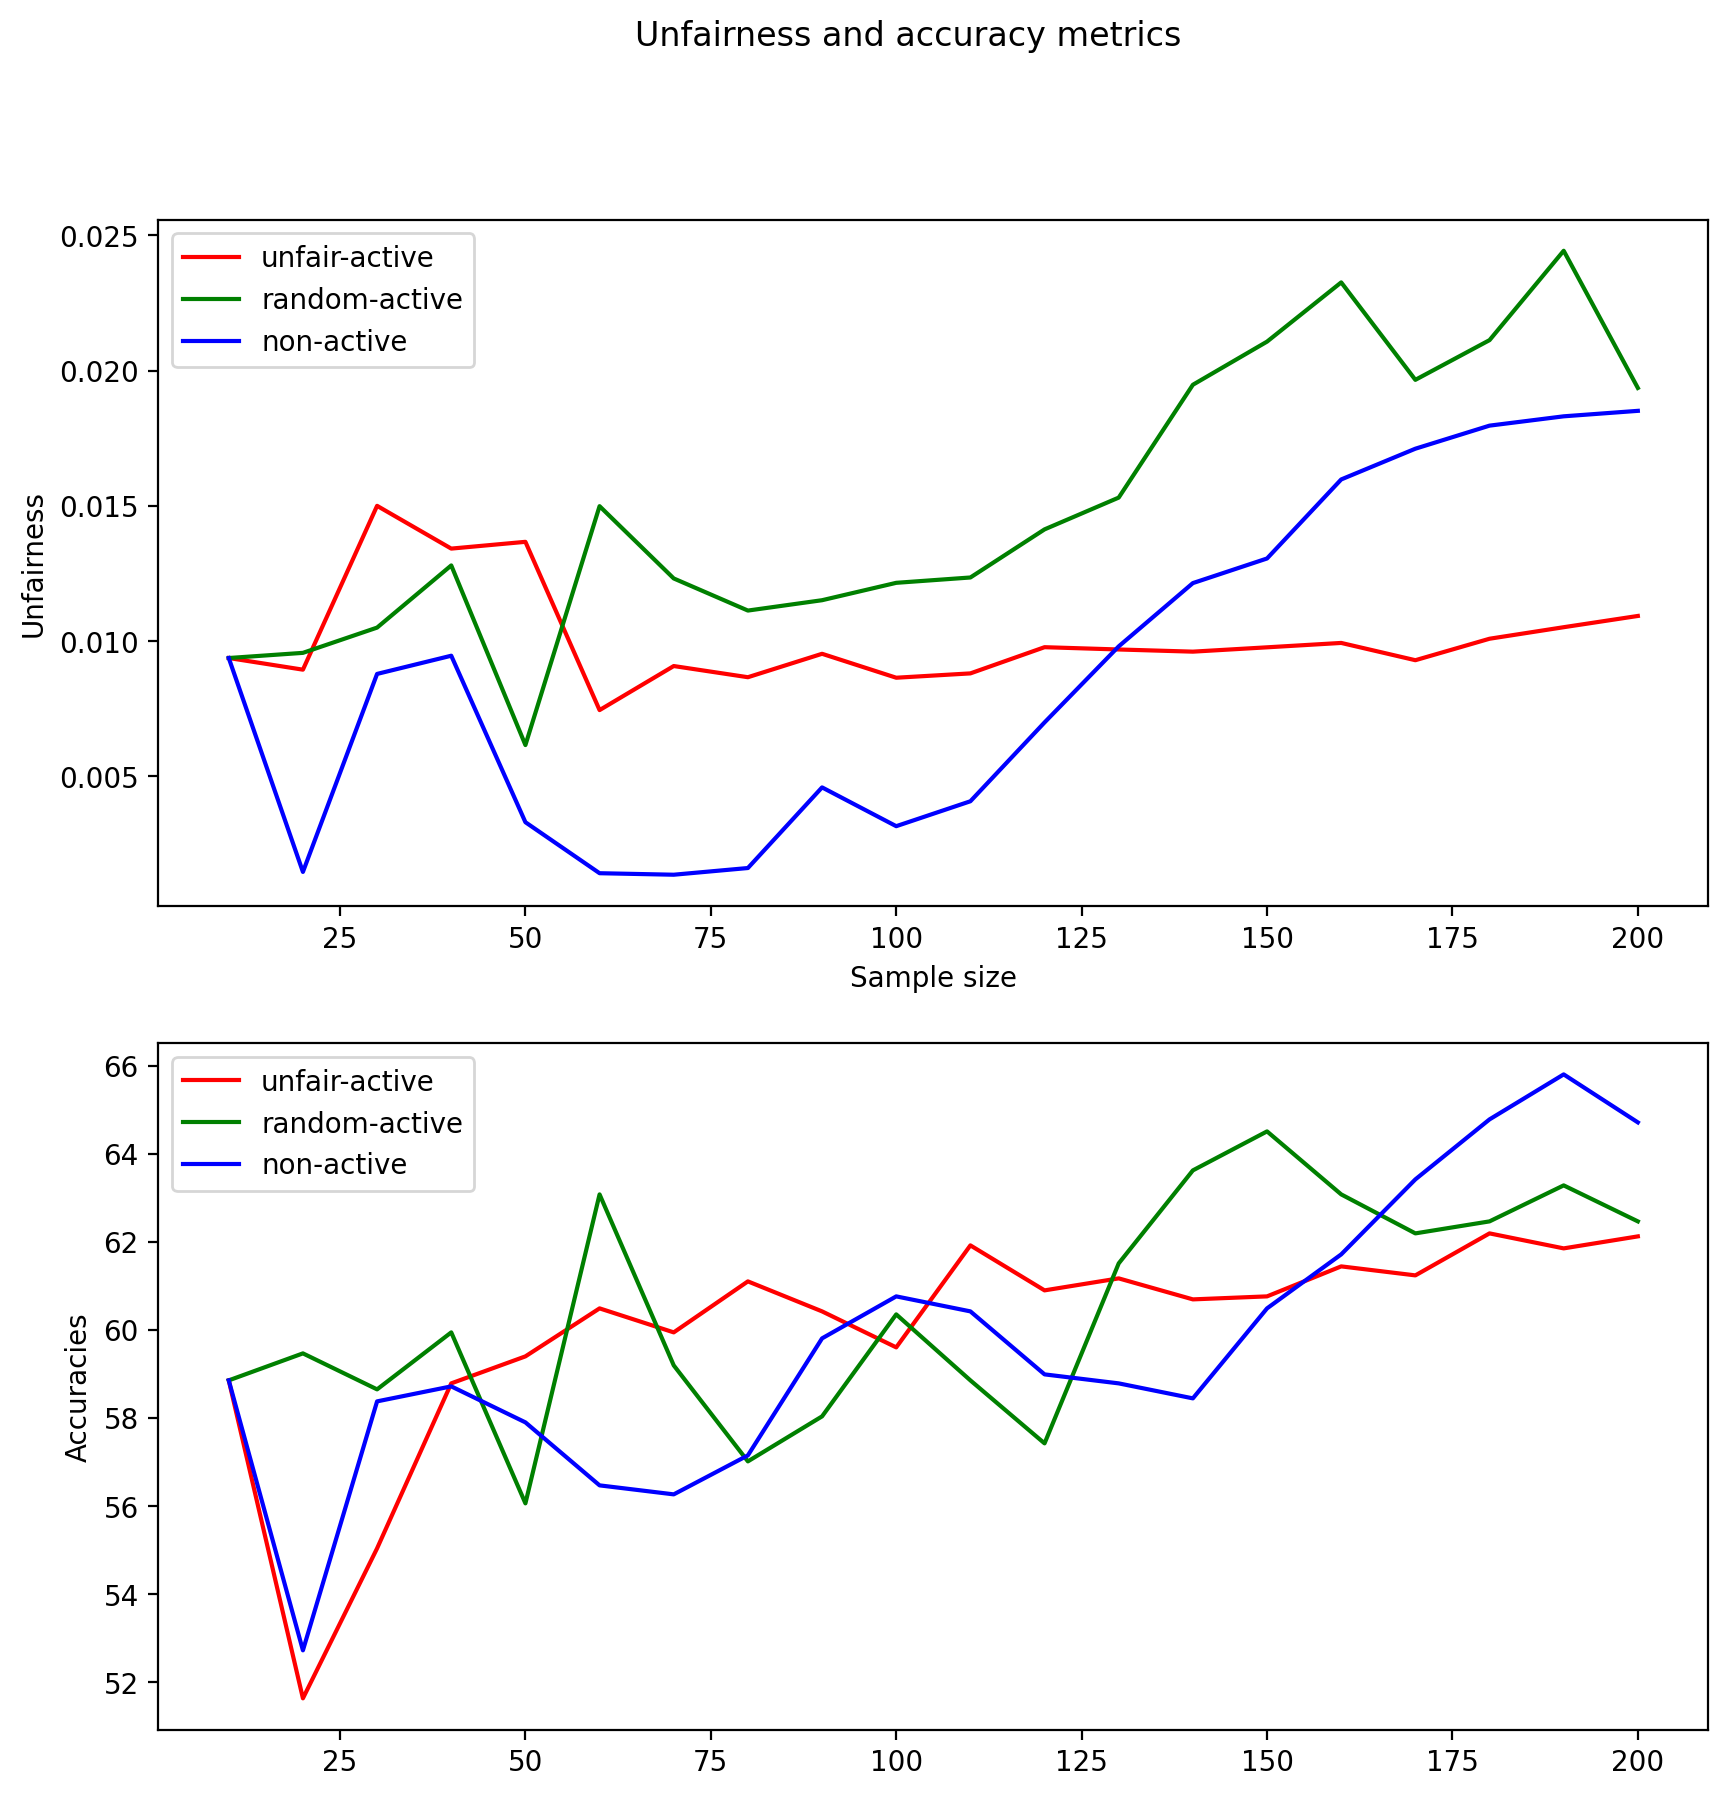 Unfairness and accuracy metrics
0.025
0.020
0.015
0.010
0.005
Unfairness
unfair-active
random-active
non-active
25 50 75 100 125 150 175 200
Sample size
66
64
62
60
58
56
54
52
Accuracies
unfair-active
random-active
non-active
25 50 75 100 125 150 175 200